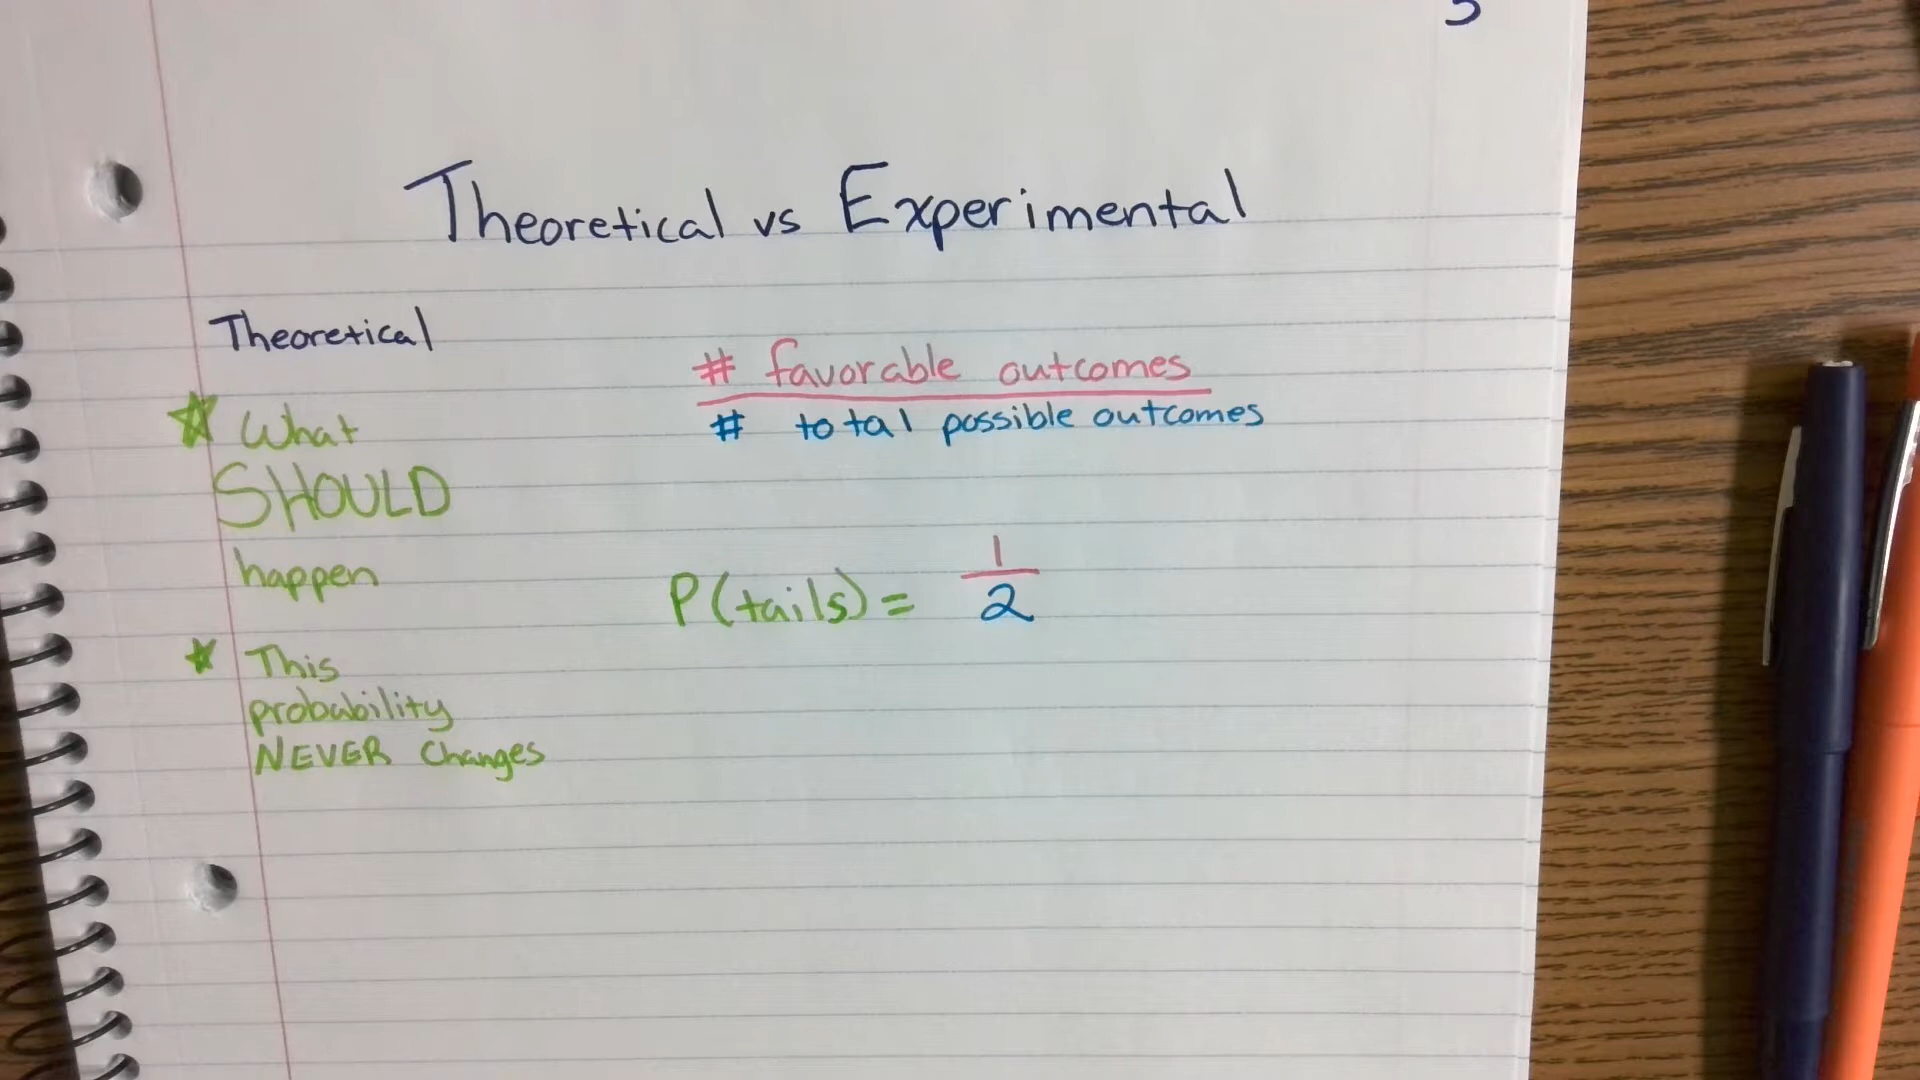 Theoretical vs Experimental
Theoretical
# favorable outcomes
# total possible outcomes
What
SHOULD
happen
P(tails) = 1/2
This
probability
NEVER Changes